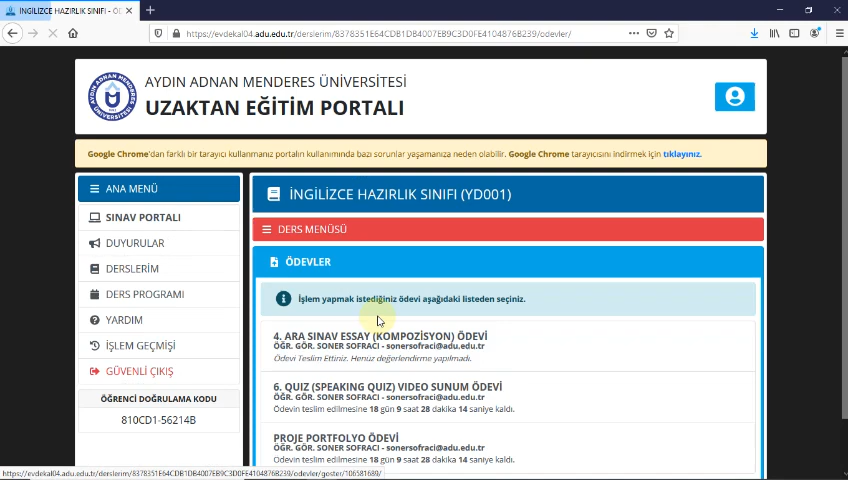 İNGİLİZCE HAZIRLIK SINIFI - ÖD
https://evdekal04.adu.edu.tr/derslerim/8378351E64CDB1DB4007EB9C3D0FE4104876B239/odevler/
AYDIN ADNAN MENDERES ÜNİVERSİTESİ
UZAKTAN EĞİTİM PORTALI
Google Chrome'dan farklı bir tarayıcı kullanmanız portalın kullanımında bazı sorunlar yaşamanıza neden olabilir. Google Chrome tarayıcısını indirmek için tıklayınız.
ANA MENÜ
SINAV PORTALI
DUYURULAR
DERSLERİM
DERS PROGRAMI
YARDIM
İŞLEM GEÇMİŞİ
GÜVENLİ ÇIKIŞ
ÖĞRENCİ DOĞRULAMA KODU
810CD1-56214B
İNGİLİZCE HAZIRLIK SINIFI (YD001)
DERS MENÜSÜ
ÖDEVLER
İşlem yapmak istediğiniz ödevi aşağıdaki listeden seçiniz.
4. ARA SINAV ESSAY (KOMPOZİSYON) ÖDEVİ
ÖĞR. GÖR. SONER SOFRACI - sonersofraci@adu.edu.tr
Ödevi Teslim Ettiniz. Henüz değerlendirme yapılmadı.
6. QUIZ (SPEAKING QUIZ) VIDEO SUNUM ÖDEVİ
ÖĞR. GÖR. SONER SOFRACI - sonersofraci@adu.edu.tr
Ödevin teslim edilmesine 18 gün 9 saat 28 dakika 14 saniye kaldı.
PROJE PORTFOLYO ÖDEVİ
ÖĞR. GÖR. SONER SOFRACI - sonersofraci@adu.edu.tr
Ödevin teslim edilmesine 18 gün 9 saat 28 dakika 14 saniye kaldı.
https://evdekal04.adu.edu.tr/derslerim/8378351E64CDB1DB4007EB9C3D0FE4104876B239/odevler/goster/106581689/